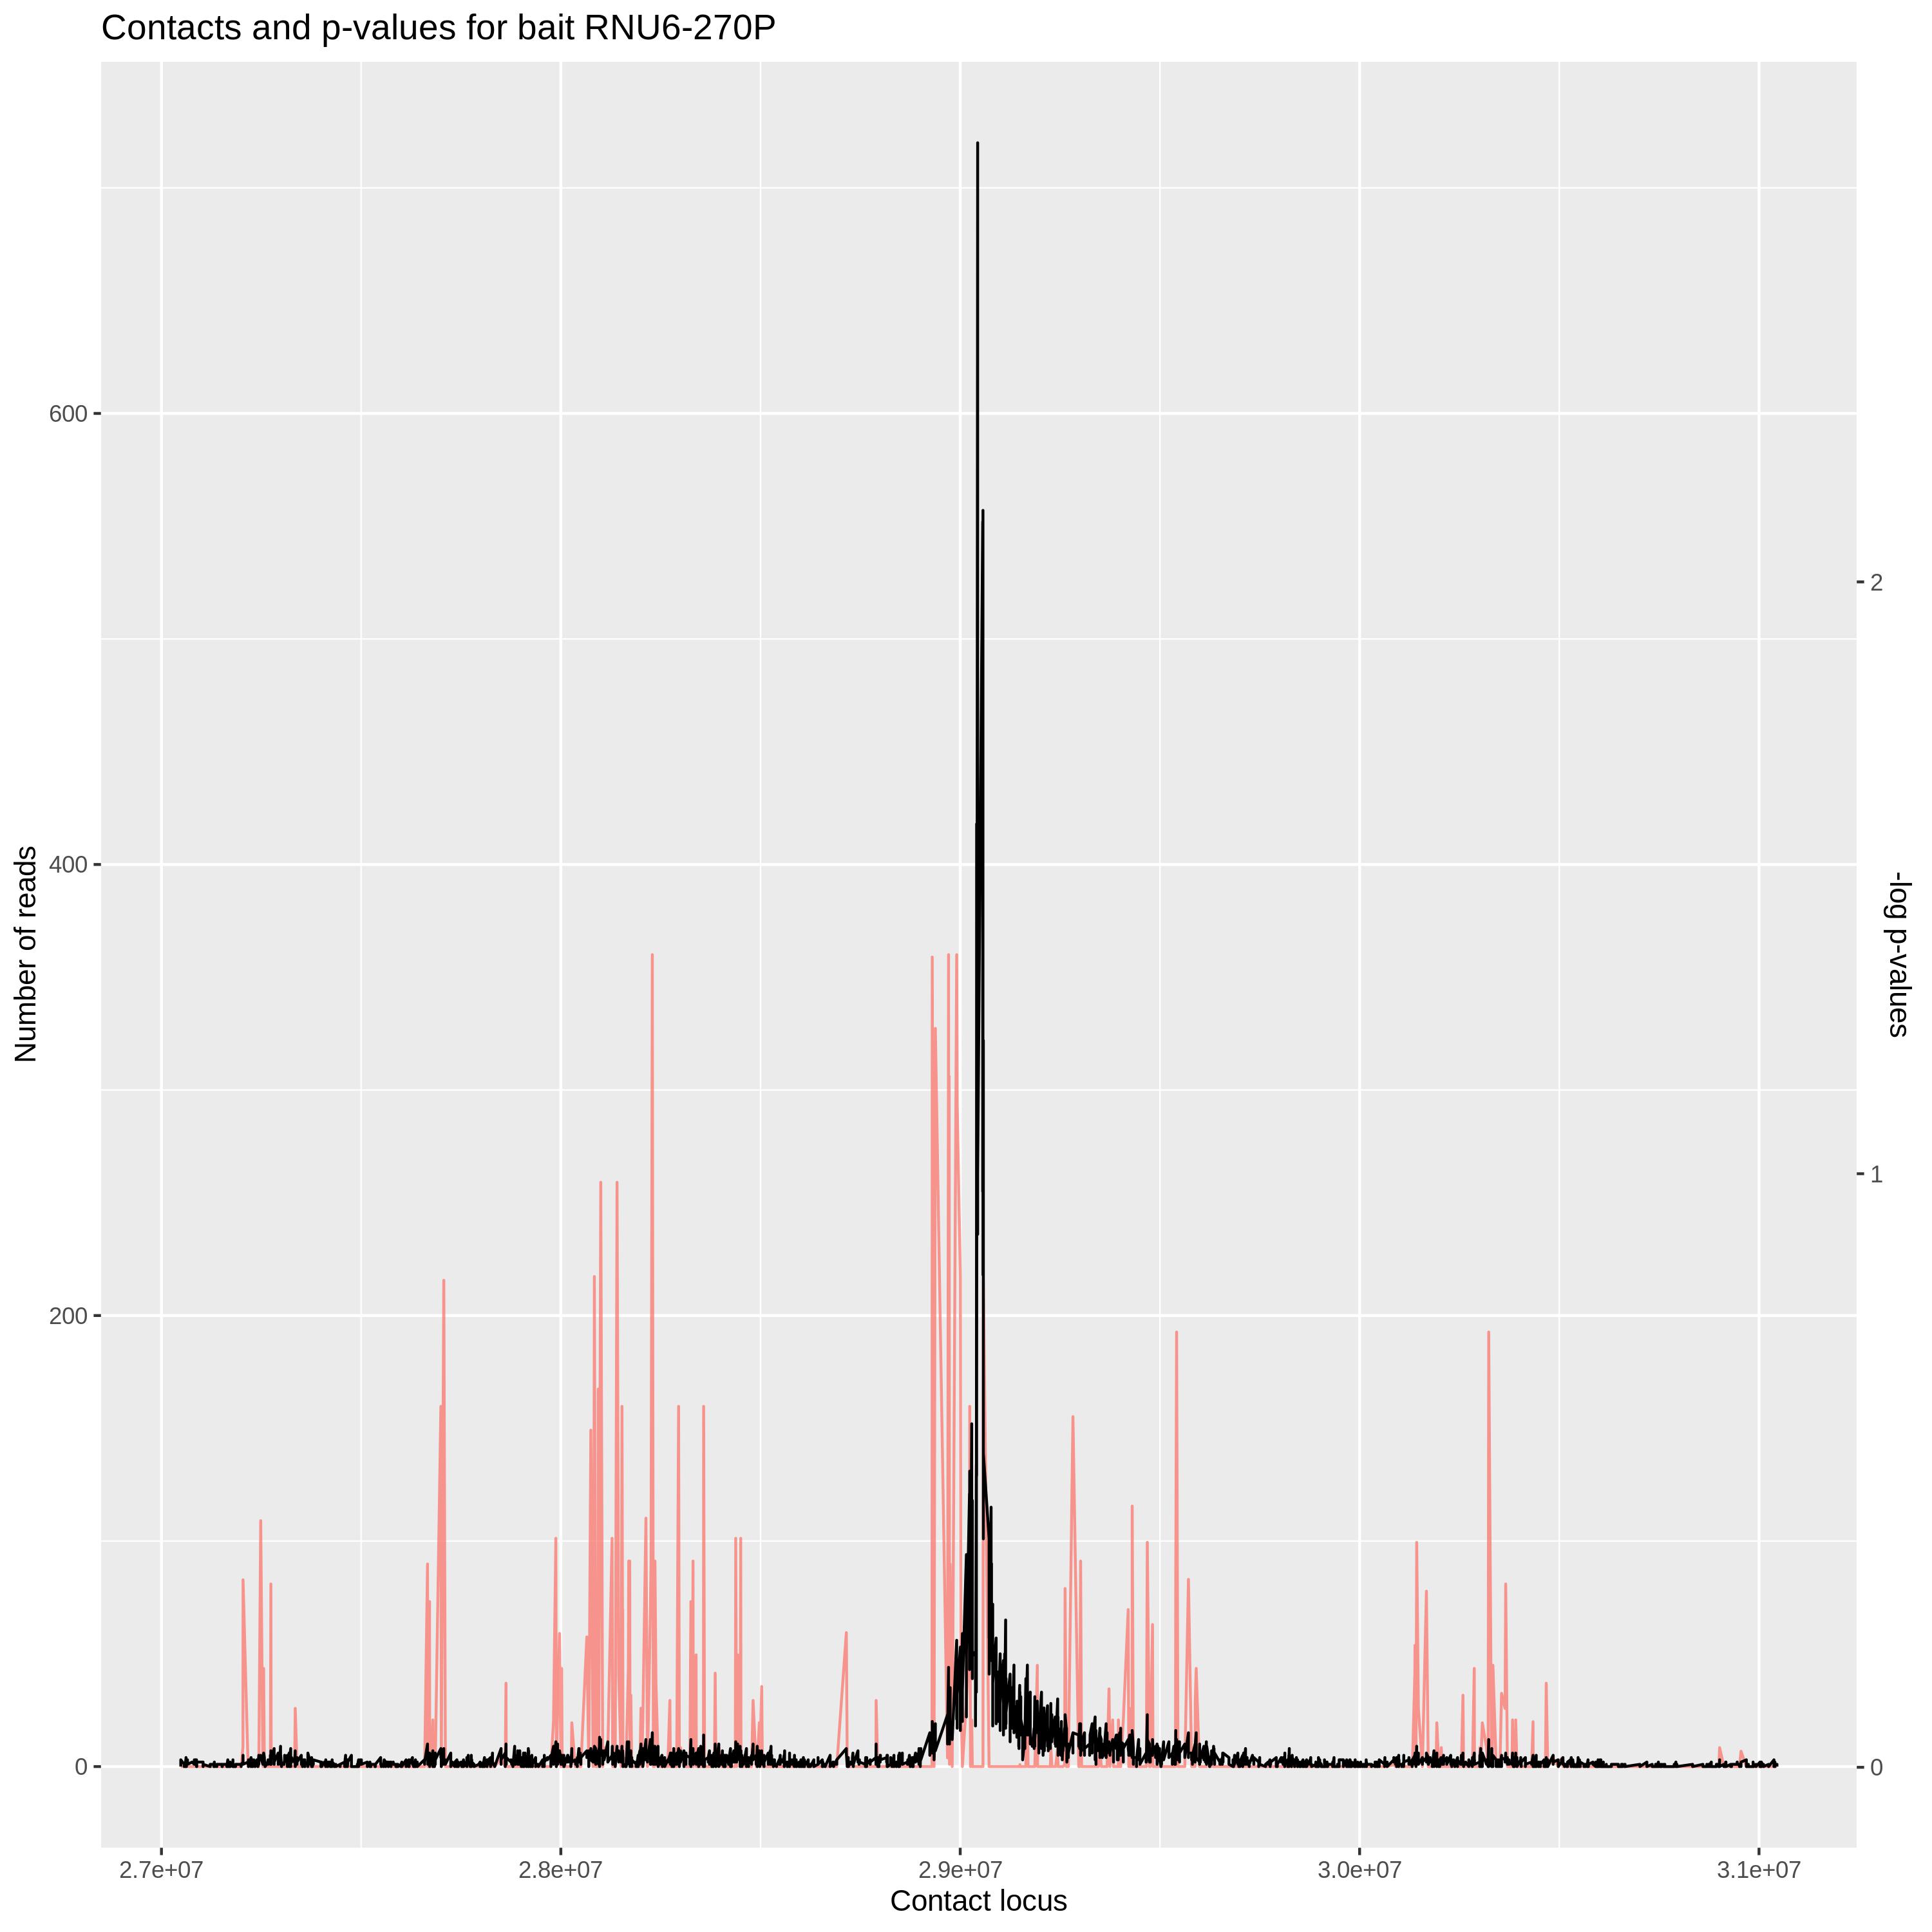 Contacts and p-values for bait RNU6-270P
600
400
200
0
2
1
0
Number of reads
-log p-values
2.7e+07 2.8e+07 2.9e+07 3.0e+07 3.1e+07
Contact locus